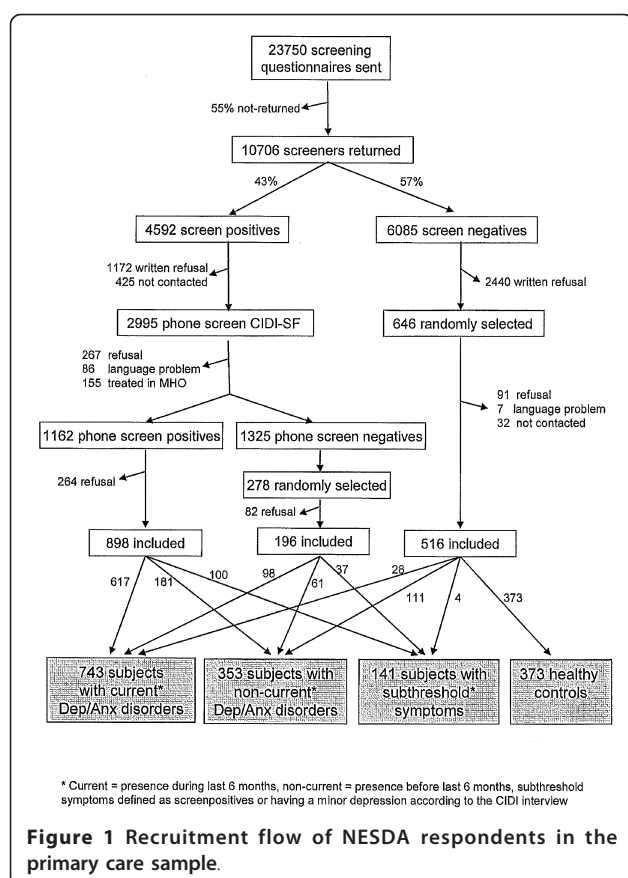 23750 screening
questionnaires sent
55% not-returned
10706 screeners returned
43%
57%
4592 screen positives
6085 screen negatives
1172 written refusal
425 not contacted
2440 written refusal
2995 phone screen CIDI-SF
646 randomly selected
267 refusal
86 language problem
155 treated in MHO
91 refusal
7 language problem
32 not contacted
1162 phone screen positives
1325 phone screen negatives
264 refusal
278 randomly selected
82 refusal
898 included
196 included
516 included
617
181
100
98
61
37
28
111
4
373
743 subjects
with current*
Dep/Anx disorders
353 subjects with
non-current*
Dep/Anx disorders
141 subjects with
subthreshold*
symptoms
373 healthy
controls
* Current = presence during last 6 months, non-current = presence before last 6 months, subthreshold
symptoms defined as screenpositives or having a minor depression according to the CIDI interview
Figure 1 Recruitment flow of NESDA respondents in the
primary care sample.